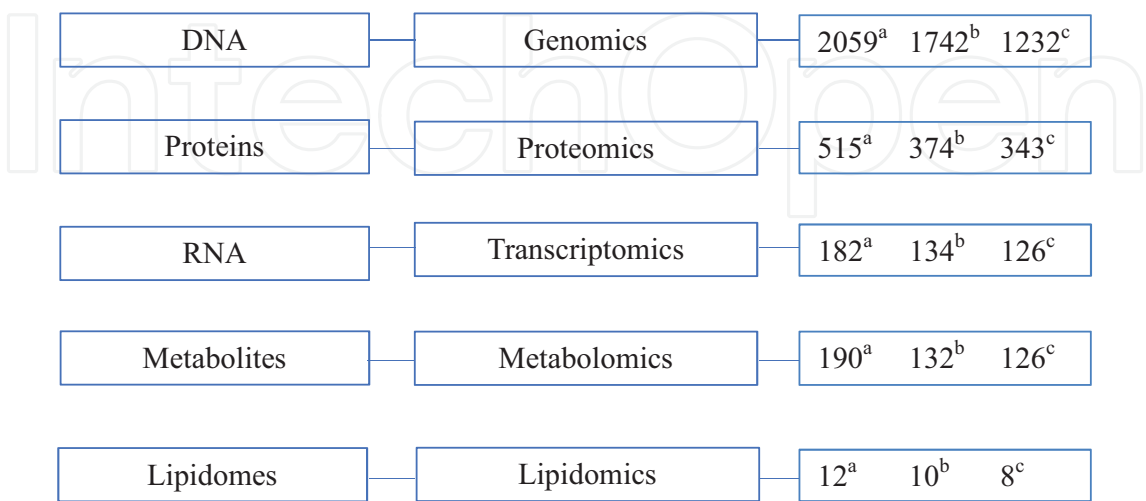 DNA Genomics 2059ᵃ 1742ᵇ 1232ᶜ
IntechOpen
Proteins Proteomics 515ᵃ 374ᵇ 343ᶜ
RNA Transcriptomics 182ᵃ 134ᵇ 126ᶜ
Metabolites Metabolomics 190ᵃ 132ᵇ 126ᶜ
Lipidomes Lipidomics 12ᵃ 10ᵇ 8ᶜ